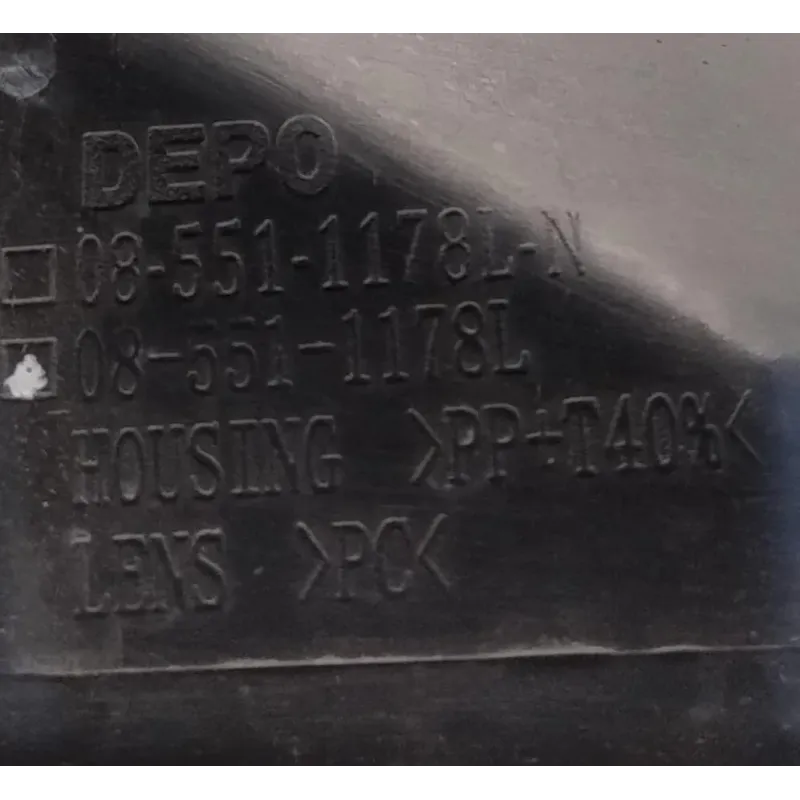 DEPO
08-551-1178L-N
08-551-1178L
HOUSING >PP+T40%<
LENS >PC<